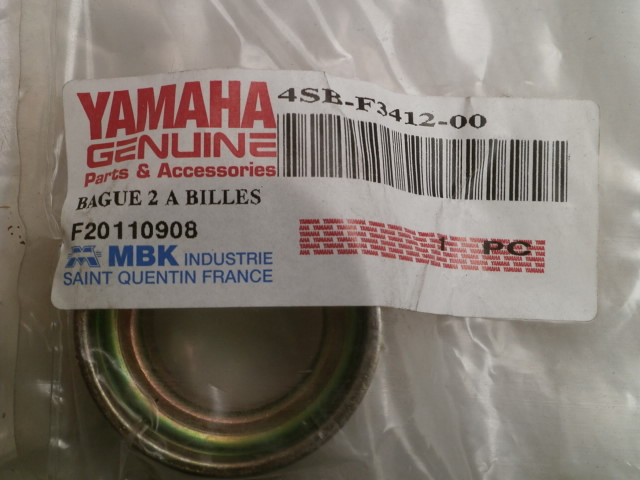 YAMAHA
GENUINE
Parts & Accessories
4SB-F3412-00
BAGUE 2 A BILLES
F20110908
MBK INDUSTRIE
SAINT QUENTIN FRANCE
1 PC